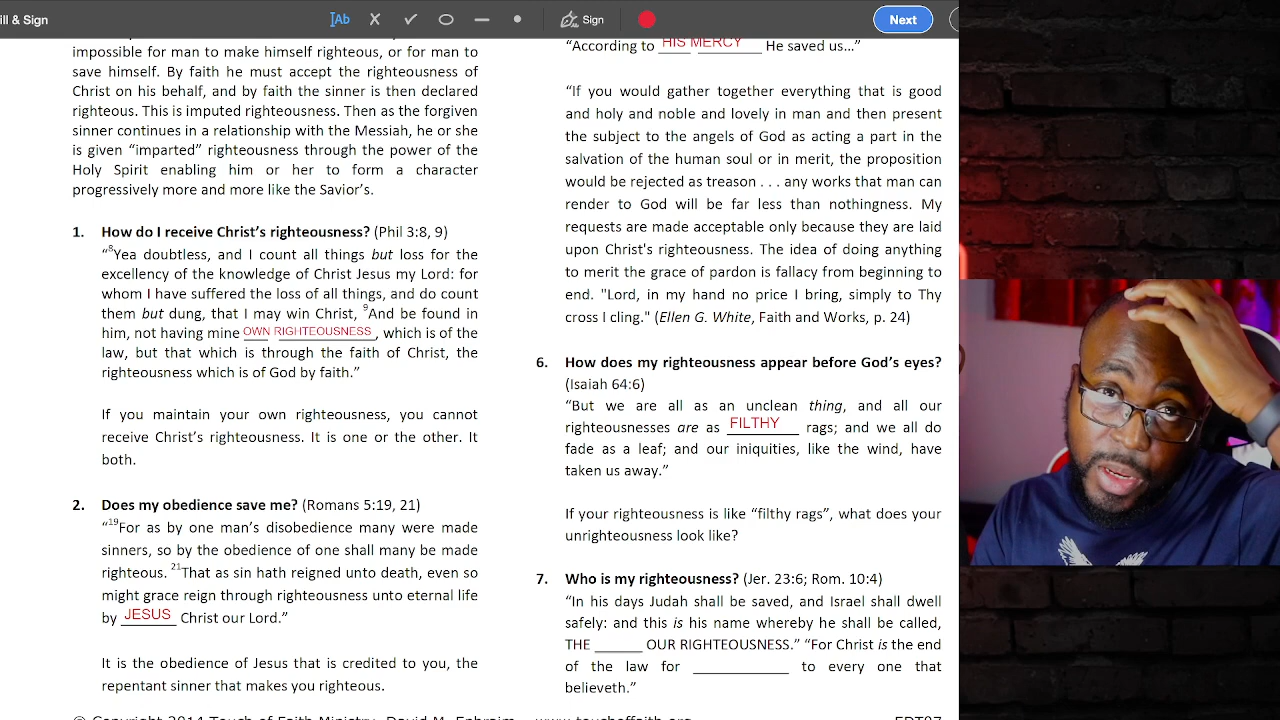 ill & Sign
Ab
Sign
Next
impossible for man to make himself righteous, or for man to
save himself. By faith he must accept the righteousness of
Christ on his behalf, and by faith the sinner is then declared
righteous. This is imputed righteousness. Then as the forgiven
sinner continues in a relationship with the Messiah, he or she
is given “imparted” righteousness through the power of the
Holy Spirit enabling him or her to form a character
progressively more and more like the Savior’s.
1. How do I receive Christ’s righteousness? (Phil 3:8, 9)
“8Yea doubtless, and I count all things but loss for the
excellency of the knowledge of Christ Jesus my Lord: for
whom I have suffered the loss of all things, and do count
them but dung, that I may win Christ, 9And be found in
him, not having mine OWN RIGHTEOUSNESS, which is of the
law, but that which is through the faith of Christ, the
righteousness which is of God by faith.”
If you maintain your own righteousness, you cannot
receive Christ’s righteousness. It is one or the other. It
both.
2. Does my obedience save me? (Romans 5:19, 21)
“19For as by one man’s disobedience many were made
sinners, so by the obedience of one shall many be made
righteous. 21That as sin hath reigned unto death, even so
might grace reign through righteousness unto eternal life
by JESUS Christ our Lord.”
It is the obedience of Jesus that is credited to you, the
repentant sinner that makes you righteous.
“According to HIS MERCY He saved us…”
“If you would gather together everything that is good
and holy and noble and lovely in man and then present
the subject to the angels of God as acting a part in the
salvation of the human soul or in merit, the proposition
would be rejected as treason . . . any works that man can
render to God will be far less than nothingness. My
requests are made acceptable only because they are laid
upon Christ's righteousness. The idea of doing anything
to merit the grace of pardon is fallacy from beginning to
end. "Lord, in my hand no price I bring, simply to Thy
cross I cling." (Ellen G. White, Faith and Works, p. 24)
6. How does my righteousness appear before God’s eyes?
(Isaiah 64:6)
“But we are all as an unclean thing, and all our
righteousnesses are as FILTHY rags; and we all do
fade as a leaf; and our iniquities, like the wind, have
taken us away.”
If your righteousness is like “filthy rags”, what does your
unrighteousness look like?
7. Who is my righteousness? (Jer. 23:6; Rom. 10:4)
“In his days Judah shall be saved, and Israel shall dwell
safely: and this is his name whereby he shall be called,
THE ______ OUR RIGHTEOUSNESS.” “For Christ is the end
of the law for ___________ to every one that
believeth.”
© Copyright 2014 Touch of Faith Ministry, David M. Ephraim www.touchoffaith.org